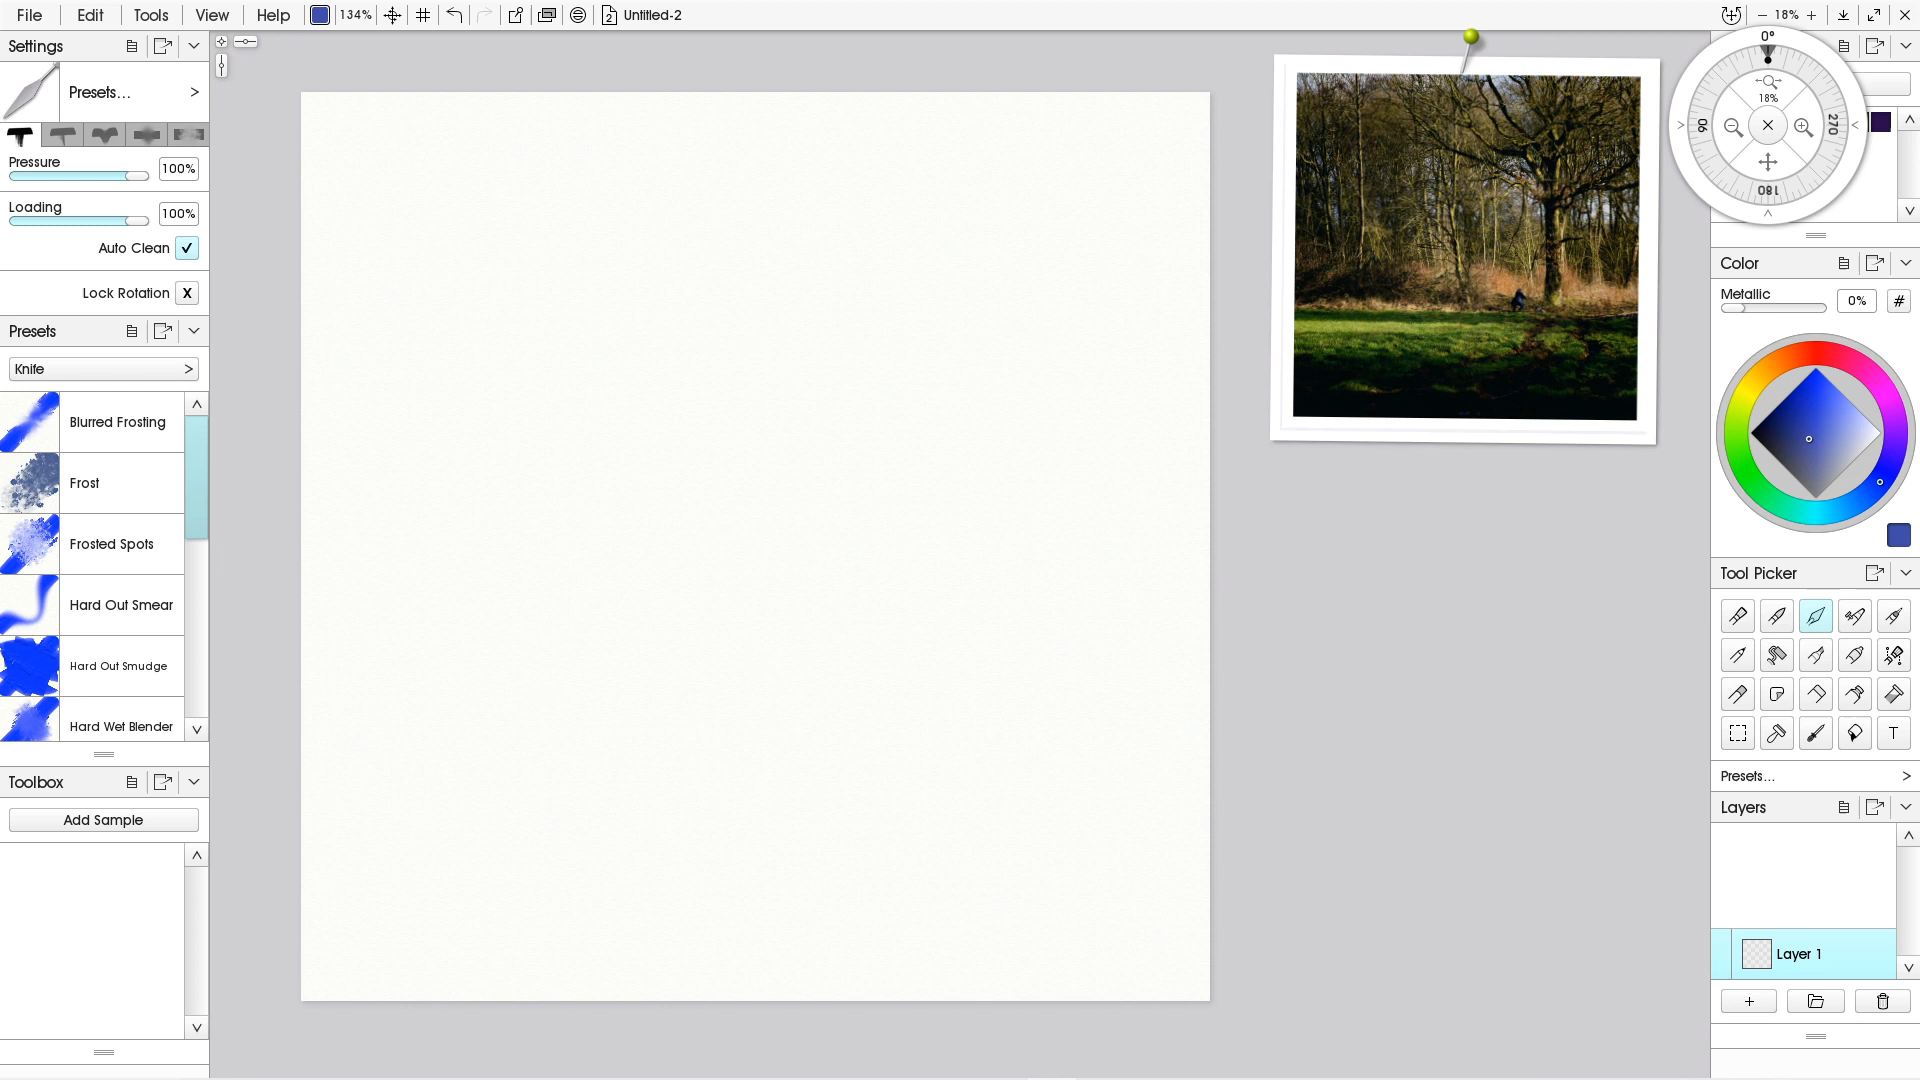 File Edit Tools View Help 134% 2 Untitled-2 18%
Settings
Presets...
Pressure
100%
Loading
100%
Auto Clean
Lock Rotation X
Presets
Knife
Blurred Frosting
Frost
Frosted Spots
Hard Out Smear
Hard Out Smudge
Hard Wet Blender
Toolbox
Add Sample
0°
18%
90
270
180
Color
Metallic
0% #
Tool Picker
T
Presets...
Layers
Layer 1